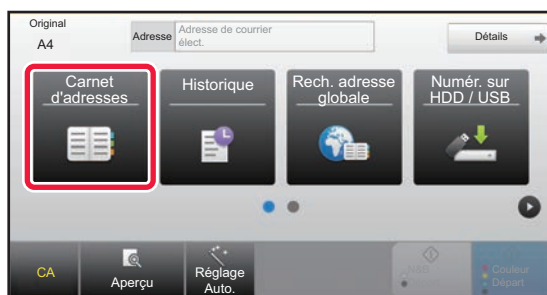 Original
A4
Adresse
Adresse de courrier
élect.
Détails
Carnet
d'adresses
Historique
Rech. adresse
globale
Numér. sur
HDD / USB
CA
Aperçu
Réglage
Auto.
N&B
Départ
Couleur
Départ